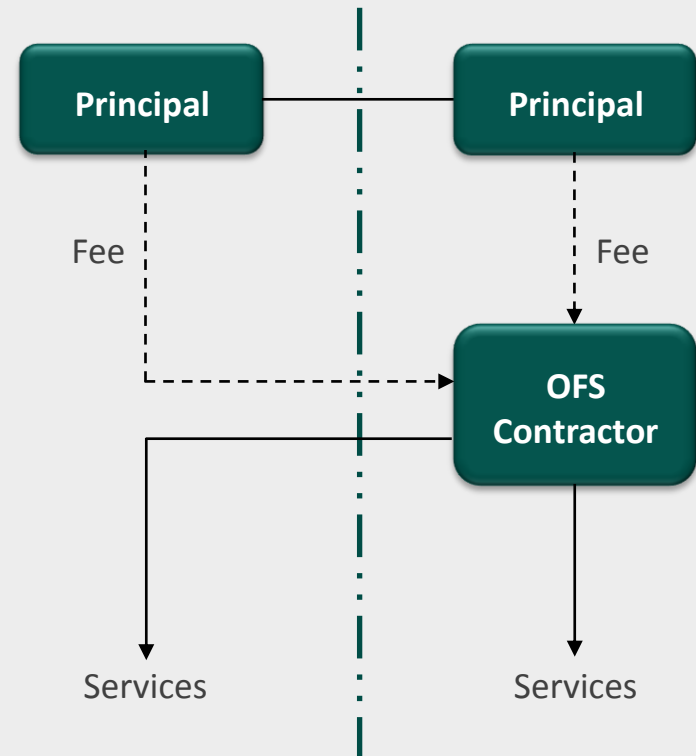 Principal
Principal
Fee
Fee
OFS
Contractor
Services
Services